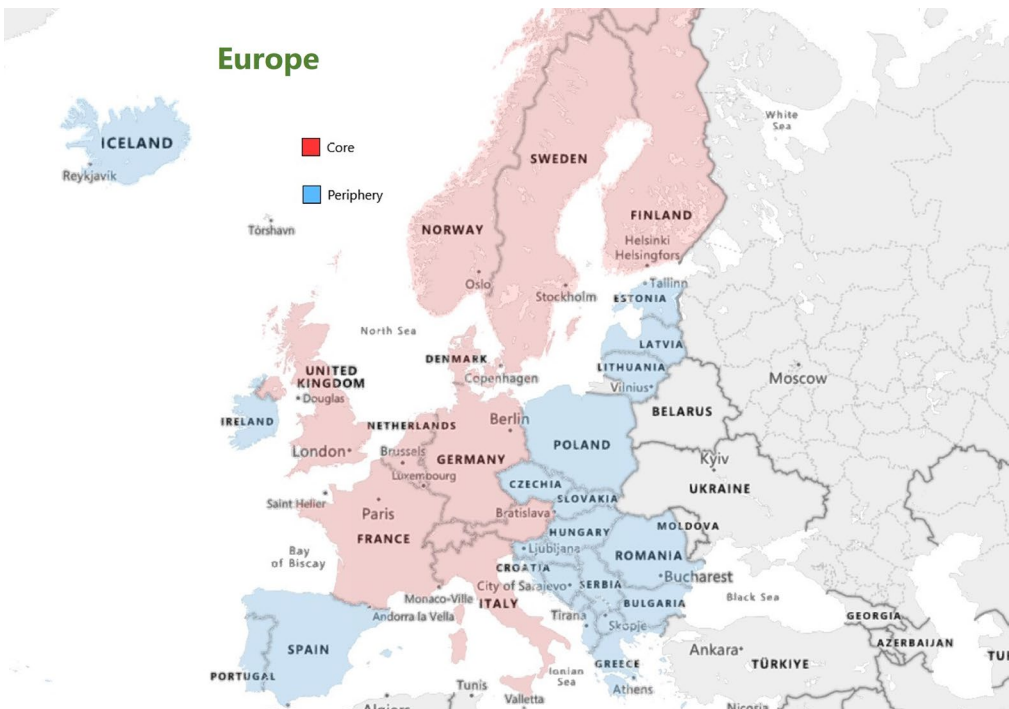 Europe
Core
Periphery
ICELAND
Reykjavik
Tórshavn
White
Sea
SWEDEN
NORWAY
FINLAND
Helsinki
Helsingfors
Oslo
Stockholm
Tallinn
ESTONIA
North Sea
LATVIA
DENMARK
Copenhagen
LITHUANIA
Vilnius
Moscow
UNITED
KINGDOM
Douglas
IRELAND
BELARUS
NETHERLANDS
Berlin
POLAND
London
Brussels
GERMANY
Luxembourg
Kyiv
UKRAINE
CZECHIA
SLOVAKIA
Saint Helier
Paris
Bratislava
FRANCE
HUNGARY
MOLDOVA
Bay
of Biscay
Ljubljana
ROMANIA
CROATIA
City of Sarajevo
SERBIA
Bucharest
Monaco-Ville
ITALY
BULGARIA
Black Sea
Andorra la Vella
Tirana
Skopje
GEORGIA
AZERBAIJAN
SPAIN
Ankara
TÜRKIYE
TU
PORTUGAL
GREECE
Ionian
Sea
Athens
Tunis
Valletta
Nicosia
Algiers